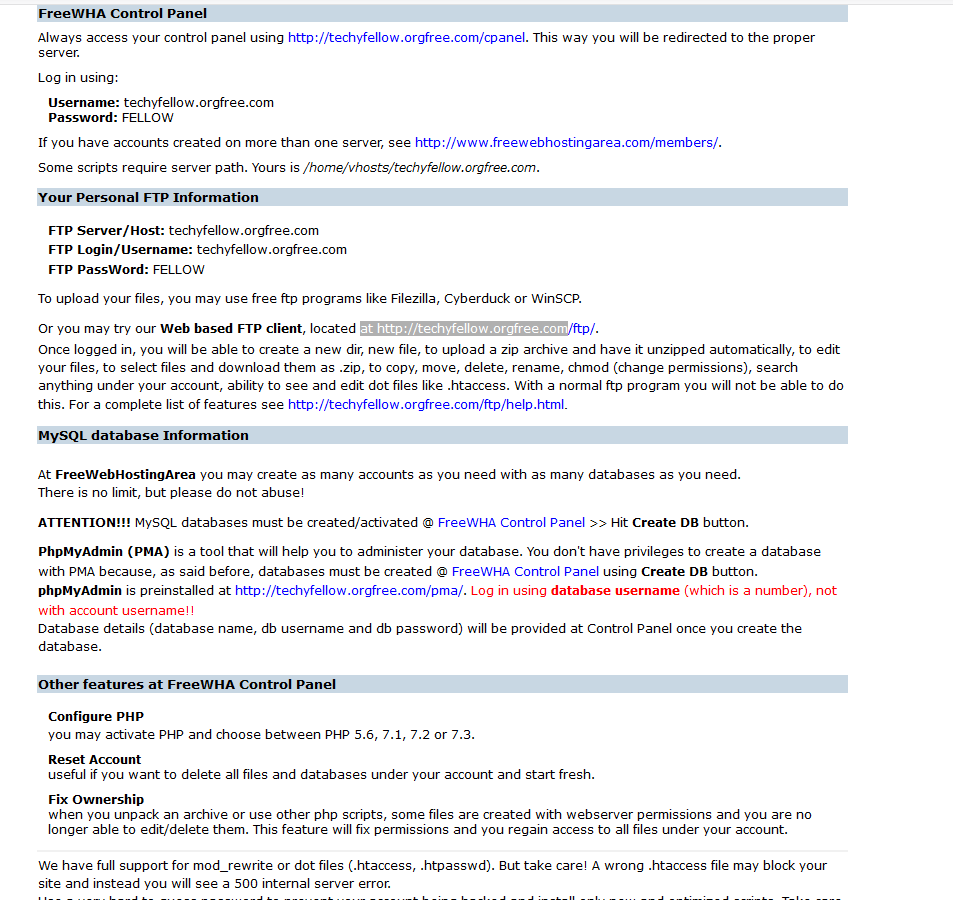 FreeWHA Control Panel
Always access your control panel using http://techyfellow.orgfree.com/cpanel. This way you will be redirected to the proper
server.
Log in using:
Username: techyfellow.orgfree.com
Password: FELLOW
If you have accounts created on more than one server, see http://www.freewebhostingarea.com/members/.
Some scripts require server path. Yours is /home/vhosts/techyfellow.orgfree.com.
Your Personal FTP Information
FTP Server/Host: techyfellow.orgfree.com
FTP Login/Username: techyfellow.orgfree.com
FTP PassWord: FELLOW
To upload your files, you may use free ftp programs like Filezilla, Cyberduck or WinSCP.
Or you may try our Web based FTP client, located at http://techyfellow.orgfree.com/ftp/.
Once logged in, you will be able to create a new dir, new file, to upload a zip archive and have it unzipped automatically, to edit
your files, to select files and download them as .zip, to copy, move, delete, rename, chmod (change permissions), search
anything under your account, ability to see and edit dot files like .htaccess. With a normal ftp program you will not be able to do
this. For a complete list of features see http://techyfellow.orgfree.com/ftp/help.html.
MySQL database Information
At FreeWebHostingArea you may create as many accounts as you need with as many databases as you need.
There is no limit, but please do not abuse!
ATTENTION!!! MySQL databases must be created/activated @ FreeWHA Control Panel >> Hit Create DB button.
PhpMyAdmin (PMA) is a tool that will help you to administer your database. You don't have privileges to create a database
with PMA because, as said before, databases must be created @ FreeWHA Control Panel using Create DB button.
phpMyAdmin is preinstalled at http://techyfellow.orgfree.com/pma/. Log in using database username (which is a number), not
with account username!!
Database details (database name, db username and db password) will be provided at Control Panel once you create the
database.
Other features at FreeWHA Control Panel
Configure PHP
you may activate PHP and choose between PHP 5.6, 7.1, 7.2 or 7.3.
Reset Account
useful if you want to delete all files and databases under your account and start fresh.
Fix Ownership
when you unpack an archive or use other php scripts, some files are created with webserver permissions and you are no
longer able to edit/delete them. This feature will fix permissions and you regain access to all files under your account.
We have full support for mod_rewrite or dot files (.htaccess, .htpasswd). But take care! A wrong .htaccess file may block your
site and instead you will see a 500 internal server error.
Use a very hard to guess password to prevent your account being hacked and install only new and optimized scripts. Take care